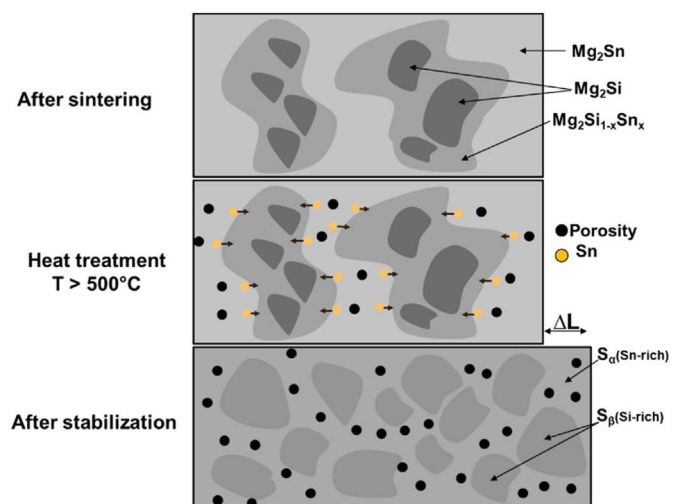 After sintering
Mg₂Sn
Mg₂Si
Mg₂Si₁₋ₓSnₓ
Heat treatment
T > 500°C
Porosity
Sn
ΔL
After stabilization
Sα(Sn-rich)
Sβ(Si-rich)